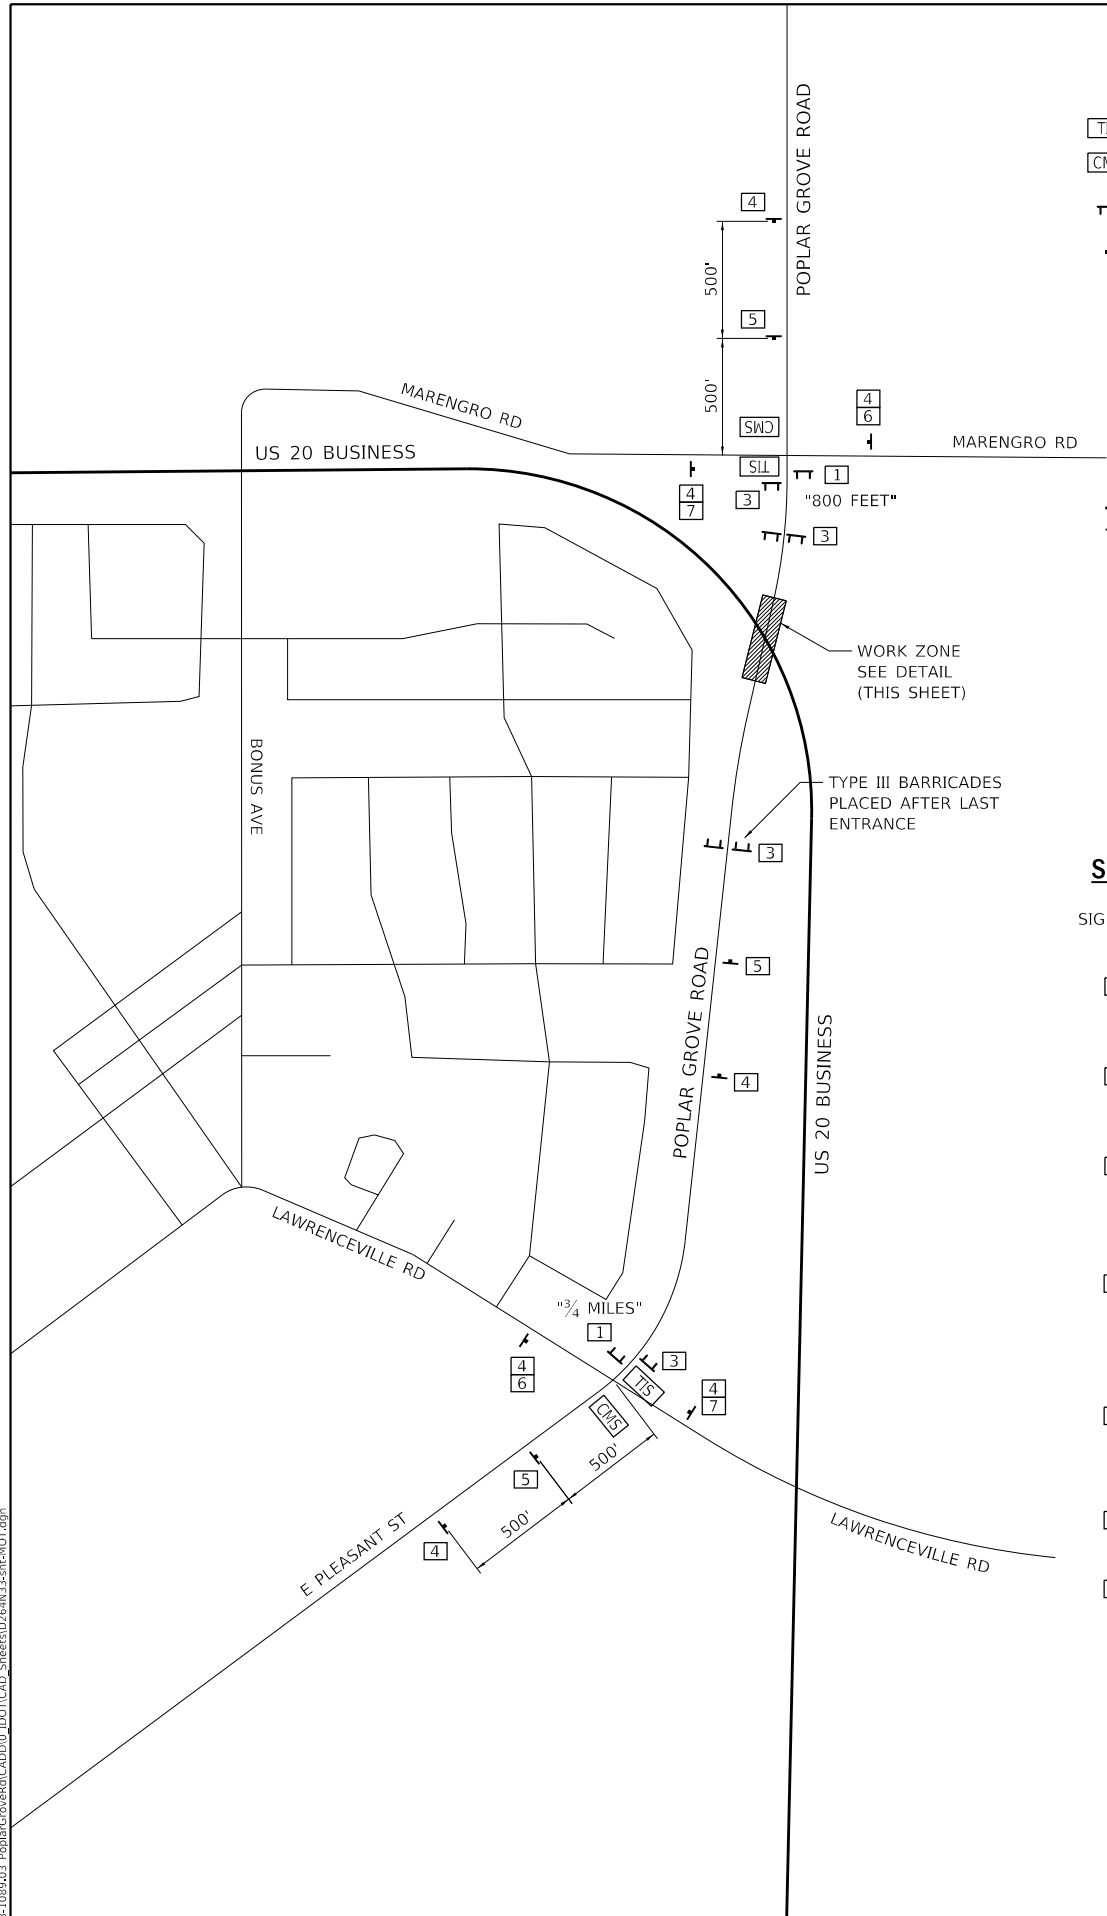 POPLAR GROVE ROAD
4
500'
5
500'
CMS
MARENGRO RD
US 20 BUSINESS
4
6
MARENGRO RD
TIS
1
"800 FEET"
4
7
3
3
WORK ZONE
SEE DETAIL
(THIS SHEET)
BONUS AVE
TYPE III BARRICADES
PLACED AFTER LAST
ENTRANCE
3
POPLAR GROVE ROAD
5
4
US 20 BUSINESS
LAWRENCEVILLE RD
"3/4 MILES"
1
3
4
6
TIS
4
7
CMS
500'
5
500'
4
E PLEASANT ST
LAWRENCEVILLE RD
SIG